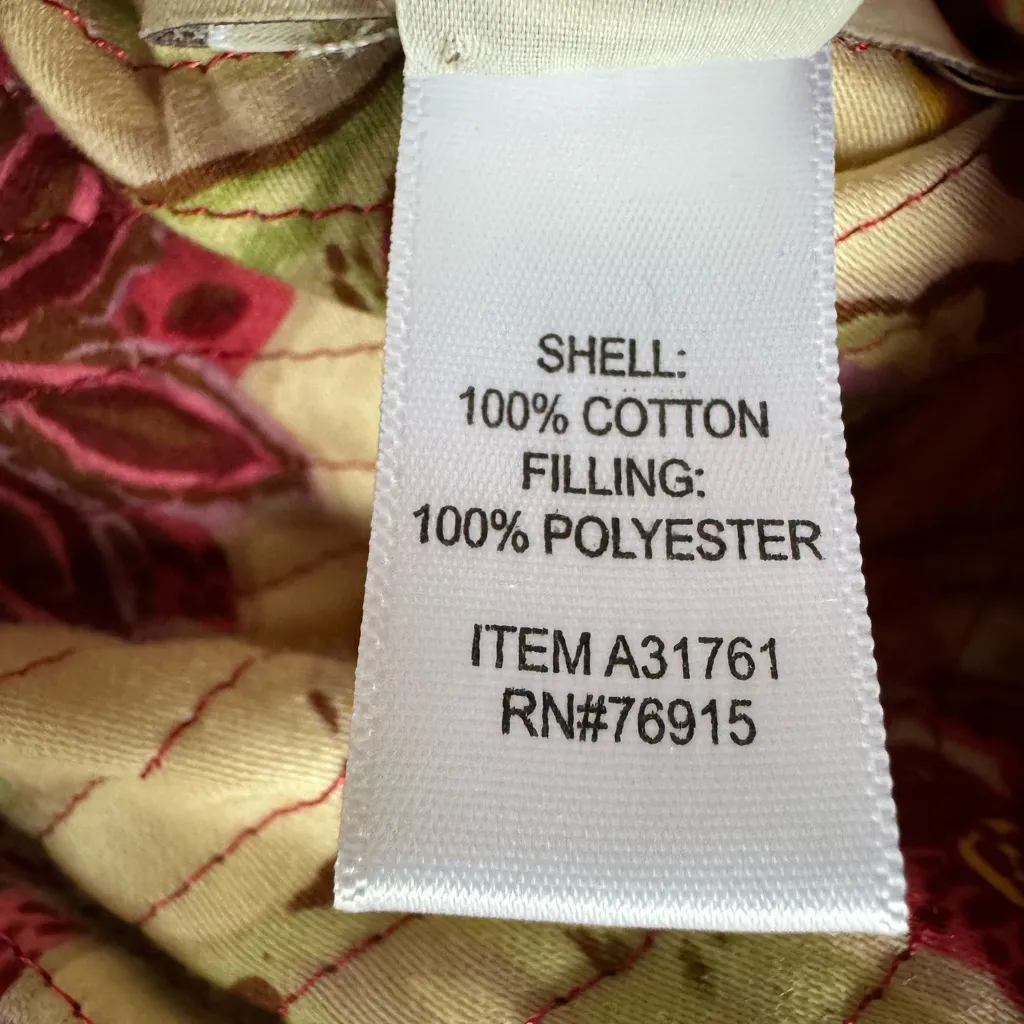 SHELL:
100% COTTON
FILLING:
100% POLYESTER
ITEM A31761
RN#76915